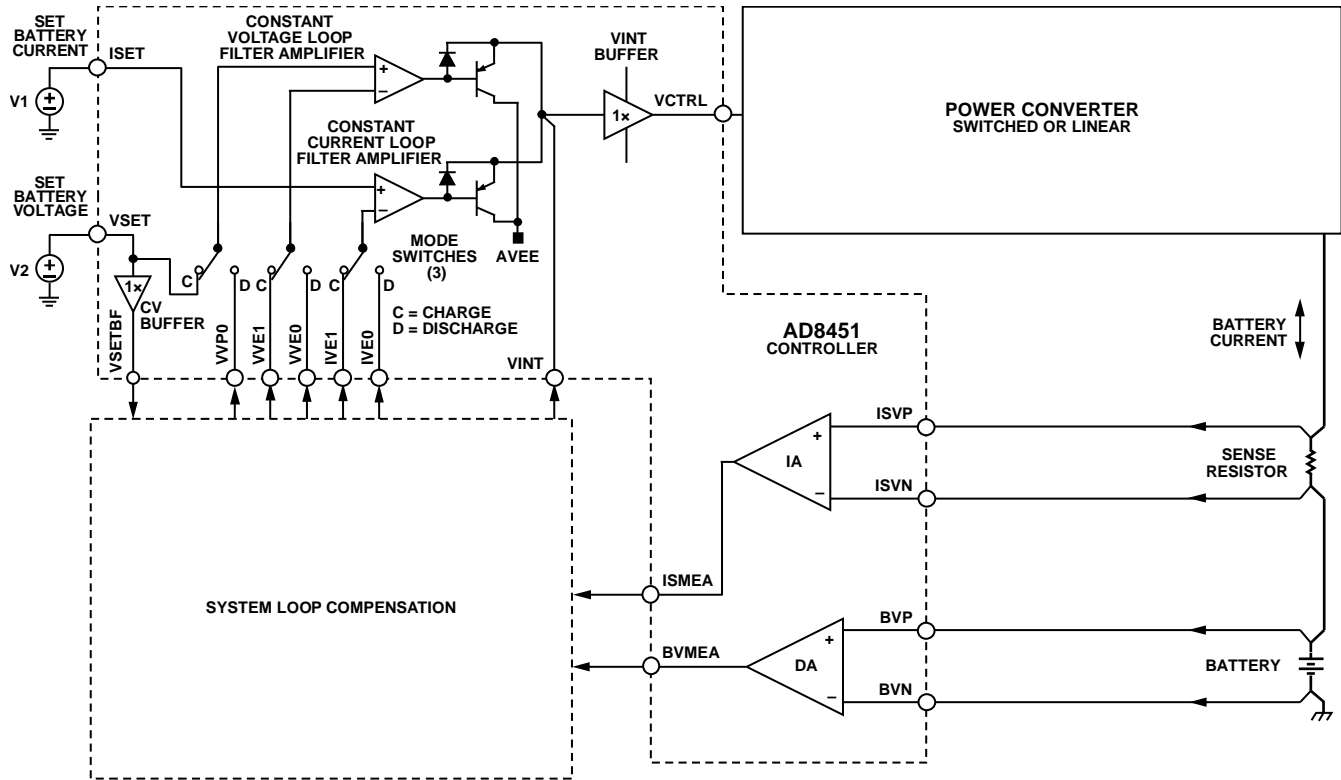 SET
BATTERY
CURRENT
ISET
V1
CONSTANT
VOLTAGE LOOP
FILTER AMPLIFIER
+
−
CONSTANT
CURRENT LOOP
FILTER AMPLIFIER
+
−
VINT
BUFFER
1×
VCTRL
POWER CONVERTER
SWITCHED OR LINEAR
SET
BATTERY
VOLTAGE
VSET
V2
1×
CV
BUFFER
MODE
SWITCHES
(3)
AVEE
C
D
C
D
C
D
C = CHARGE
D = DISCHARGE
VSETBF
VVP0
VVE1
VVE0
IVE1
IVE0
VINT
AD8451
CONTROLLER
BATTERY
CURRENT
ISVP
+
IA
−
ISVN
SENSE
RESISTOR
SYSTEM LOOP COMPENSATION
ISMEA
BVP
+
BVMEA
DA
−
BVN
BATTERY